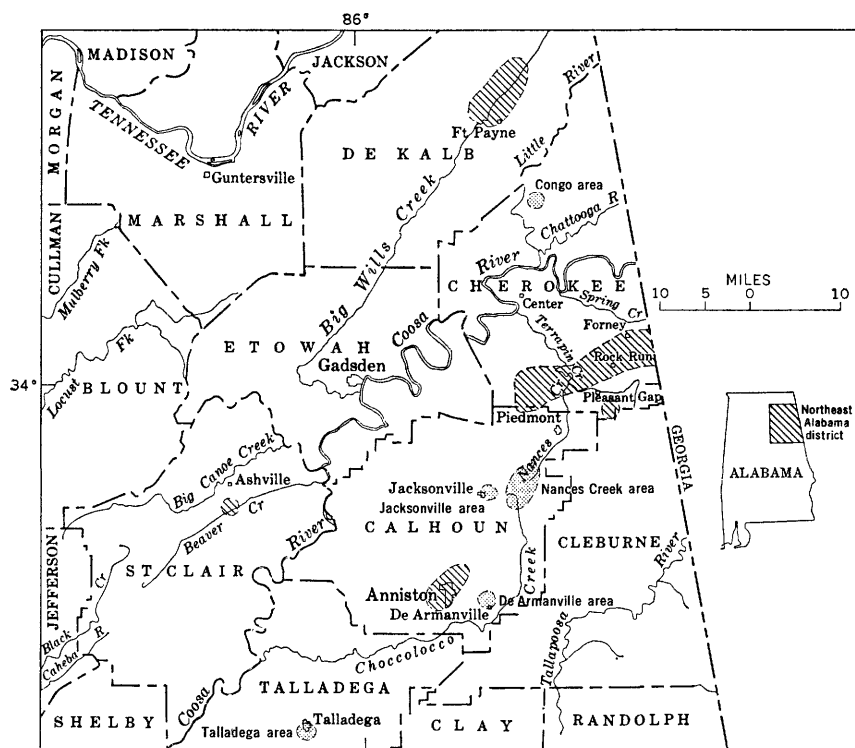 86°
MADISON
JACKSON
MORGAN
TENNESSEE
RIVER
Guntersville
Ft Payne
DE KALB
Little River
MARSHALL
Congo area
Chattooga R
CULLMAN
Mulberry Fk
Big Wills Creek
CHEROKEE
Coosa River
Center
Spring Cr
Forney
MILES
10 5 0 10
Terrapin Cr
Rock Run
ETOWAH
Gadsden
Locust Fk
34°
BLOUNT
Pleasant Gap
Piedmont
Northeast
Alabama
district
ALABAMA
GEORGIA
Big Canoe Creek
Ashville
Nances Creek
Jacksonville
Jacksonville area
Nances Creek area
Beaver Cr
River
CALHOUN
CLEBURNE
JEFFERSON
ST CLAIR
Anniston
De Armanville
De Armanville area
Black Cr
Caheba R
Choccolocco
Tallapoosa River
Coosa
TALLADEGA
SHELBY
Talladega
Talladega area
CLAY
RANDOLPH